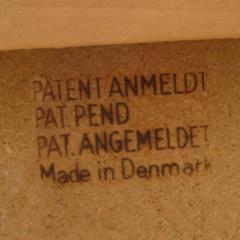 PATENT ANMELDT
PAT. PEND
PAT. ANGEMELDET
Made in Denmark